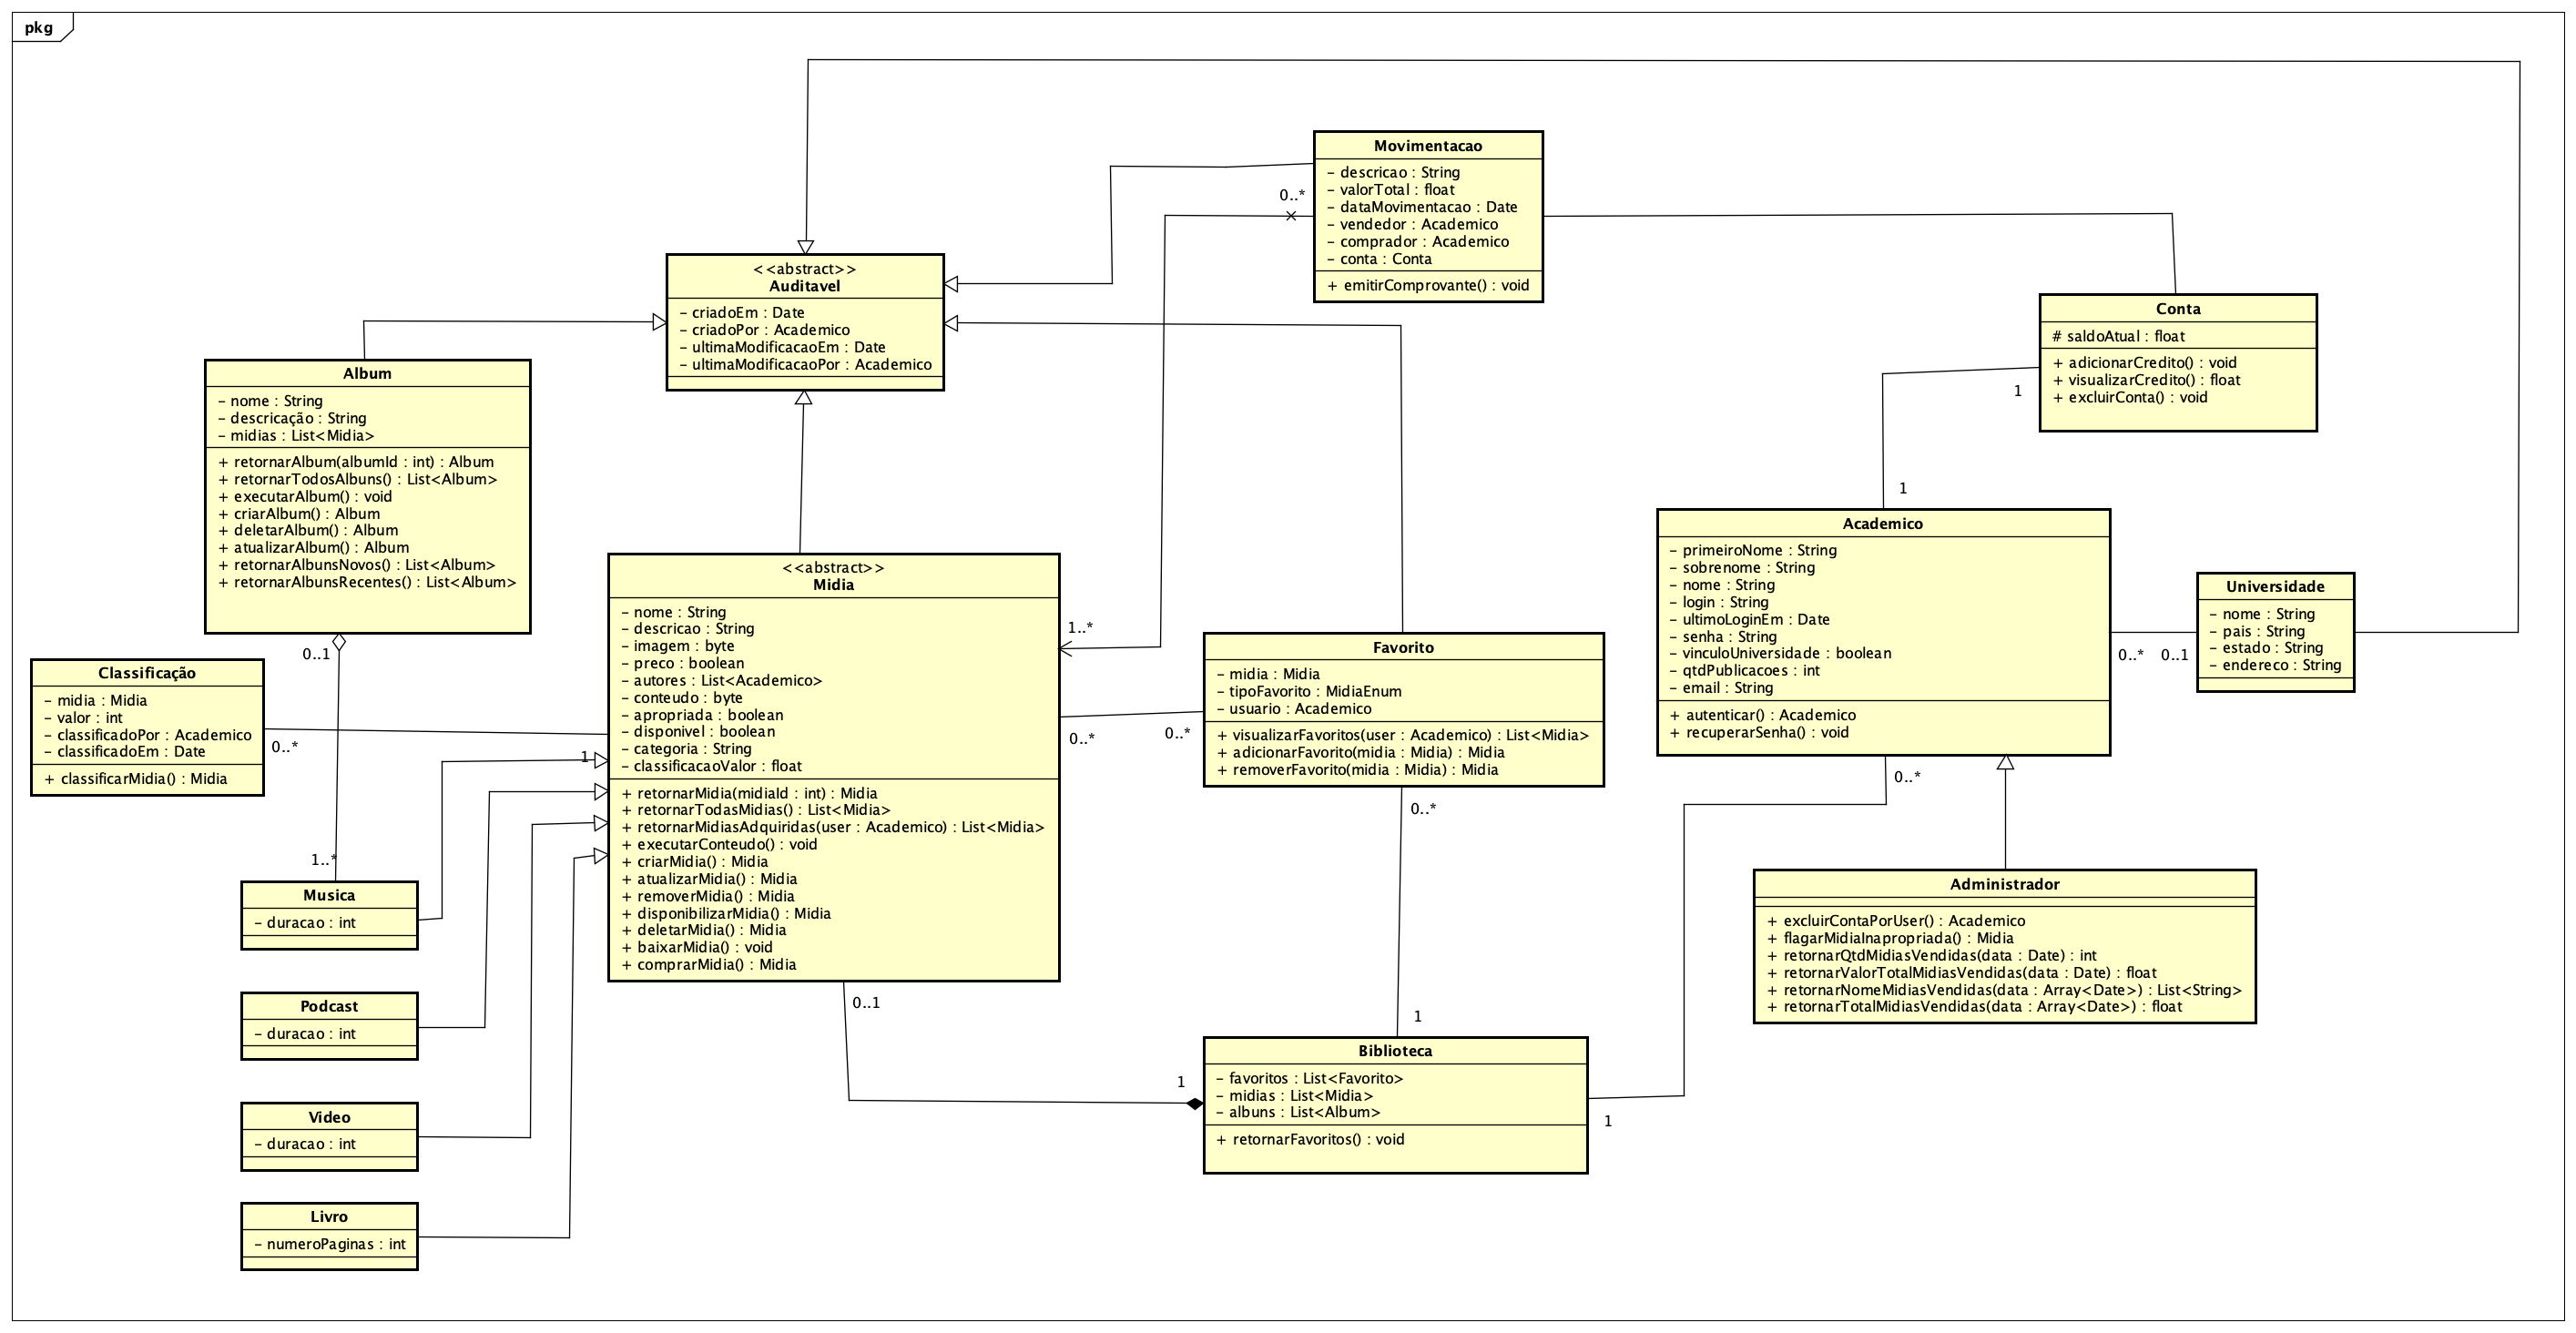 pkg
Movimentacao
– descricao : String
– valorTotal : float
– dataMovimentacao : Date
– vendedor : Academico
– comprador : Academico
– conta : Conta
+ emitirComprovante() : void
0..*
<<abstract>>
Auditavel
– criadoEm : Date
– criadoPor : Academico
– ultimaModificacaoEm : Date
– ultimaModificacaoPor : Academico
Conta
# saldoAtual : float
+ adicionarCredito() : void
+ visualizarCredito() : float
+ excluirConta() : void
1
1
Album
– nome : String
– descricação : String
– midias : List<Midia>
+ retornarAlbum(albumId : int) : Album
+ retornarTodosAlbuns() : List<Album>
+ executarAlbum() : void
+ criarAlbum() : Album
+ deletarAlbum() : Album
+ atualizarAlbum() : Album
+ retornarAlbunsNovos() : List<Album>
+ retornarAlbunsRecentes() : List<Album>
0..1
Academico
– primeiroNome : String
– sobrenome : String
– nome : String
– login : String
– ultimoLoginEm : Date
– senha : String
– vinculoUniversidade : boolean
– qtdPublicacoes : int
– email : String
+ autenticar() : Academico
+ recuperarSenha() : void
0..*
0..1
Universidade
– nome : String
– pais : String
– estado : String
– endereco : String
<<abstract>>
Midia
– nome : String
– descricao : String
– imagem : byte
– preco : boolean
– autores : List<Academico>
– conteudo : byte
– apropriada : boolean
– disponivel : boolean
– categoria : String
– classificacaoValor : float
+ retornarMidia(midiaId : int) : Midia
+ retornarTodasMidias() : List<Midia>
+ retornarMidiasAdquiridas(user : Academico) : List<Midia>
+ executarConteudo() : void
+ criarMidia() : Midia
+ atualizarMidia() : Midia
+ removerMidia() : Midia
+ disponibilizarMidia() : Midia
+ deletarMidia() : Midia
+ baixarMidia() : void
+ comprarMidia() : Midia
1..*
0..*
0..*
Favorito
– midia : Midia
– tipoFavorito : MidiaEnum
– usuario : Academico
+ visualizarFavoritos(user : Academico) : List<Midia>
+ adicionarFavorito(midia : Midia) : Midia
+ removerFavorito(midia : Midia) : Midia
0..*
Classificação
– midia : Midia
– valor : int
– classificadoPor : Academico
– classificadoEm : Date
+ classificarMidia() : Midia
0..*
1
0..*
1..*
Musica
– duracao : int
Administrador
+ excluirContaPorUser() : Academico
+ flagarMidiaInapropriada() : Midia
+ retornarQtdMidiasVendidas(data : Date) : int
+ retornarValorTotalMidiasVendidas(data : Date) : float
+ retornarNomeMidiasVendidas(data : Array<Date>) : List<String>
+ retornarTotalMidiasVendidas(data : Array<Date>) : float
Podcast
– duracao : int
0..1
1
1
Biblioteca
– favoritos : List<Favorito>
– midias : List<Midia>
– albuns : List<Album>
+ retornarFavoritos() : void
1
Video
– duracao : int
Livro
– numeroPaginas : int